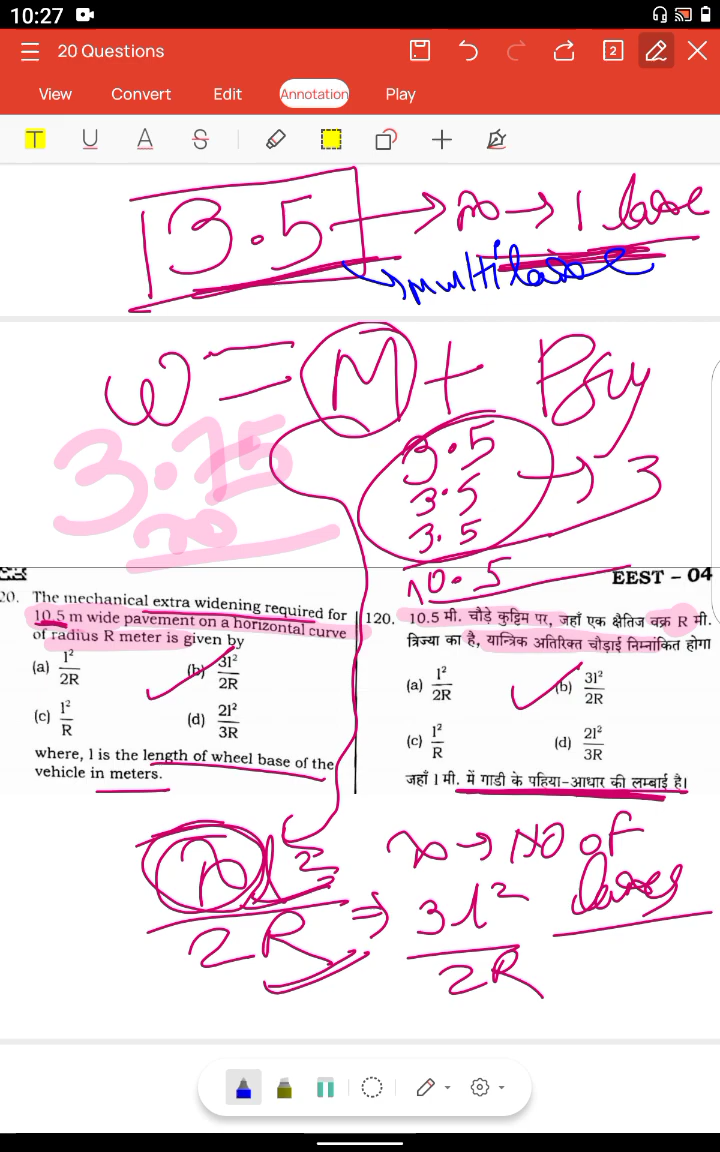 10:27
20 Questions
2
View Convert Edit Annotation Play
T U A S
3.5 → n → 1 lane
→ multilane
W = M + Psy
3.75
n
3.5
3.5 → 3
3.5
10.5
EEST – 04
20. The mechanical extra widening required for
10.5 m wide pavement on a horizontal curve
of radius R meter is given by
(a) l²/2R (b) 3l²/2R
(c) l²/R (d) 2l²/3R
where, l is the length of wheel base of the
vehicle in meters.
120. 10.5 मी. चौड़े कुट्टिम पर, जहाँ एक क्षैतिज वक्र R मी.
त्रिज्या का है, यान्त्रिक अतिरिक्त चौड़ाई निम्नांकित होगा
(a) l²/2R (b) 3l²/2R
(c) l²/R (d) 2l²/3R
जहाँ l मी. में गाडी के पहिया-आधार की लम्बाई है।
nl²/2R ⇒ 3l²/2R
n → No of
lanes